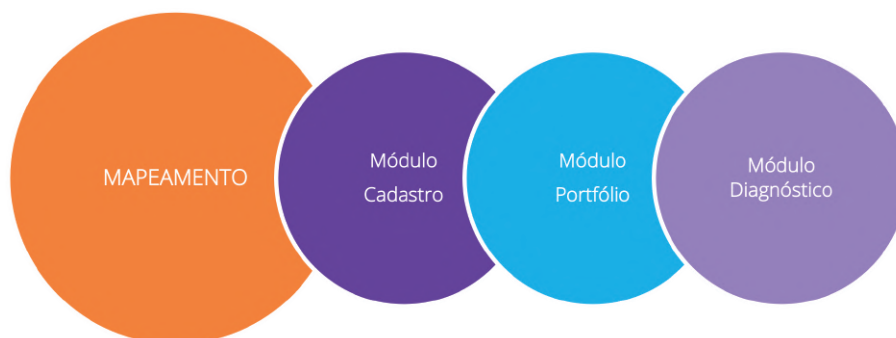 MAPEAMENTO
Módulo
Cadastro
Módulo
Portfólio
Módulo
Diagnóstico